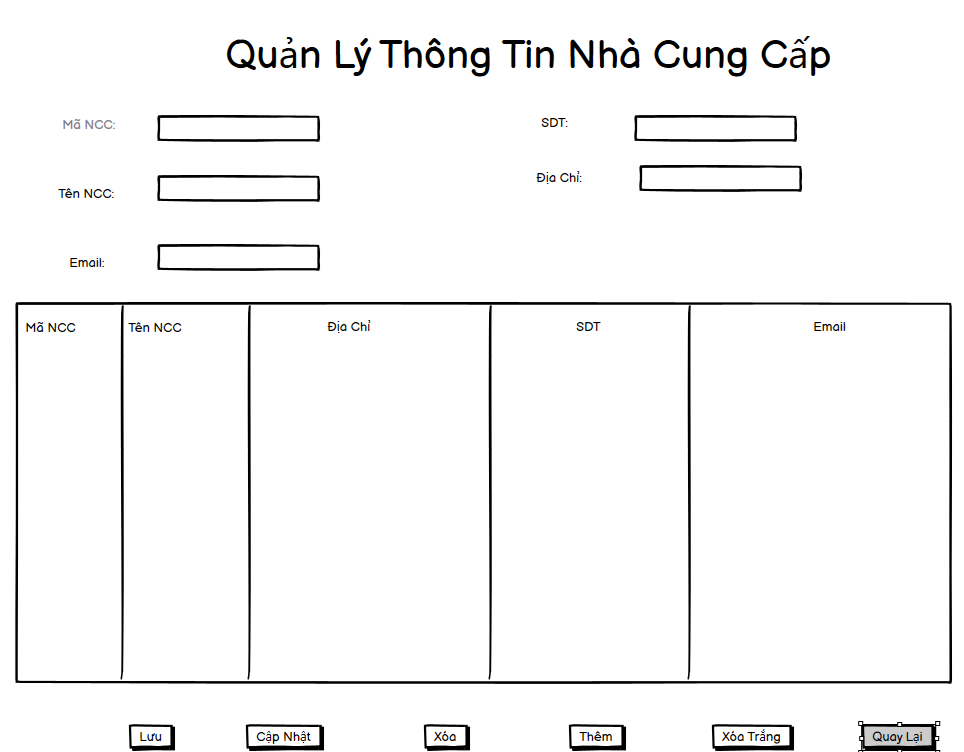 Quản Lý Thông Tin Nhà Cung Cấp
Mã NCC:
SDT:
Tên NCC:
Địa Chỉ:
Email:
Mã NCC Tên NCC Địa Chỉ SDT Email
Lưu Cập Nhật Xóa Thêm Xóa Trắng Quay Lại